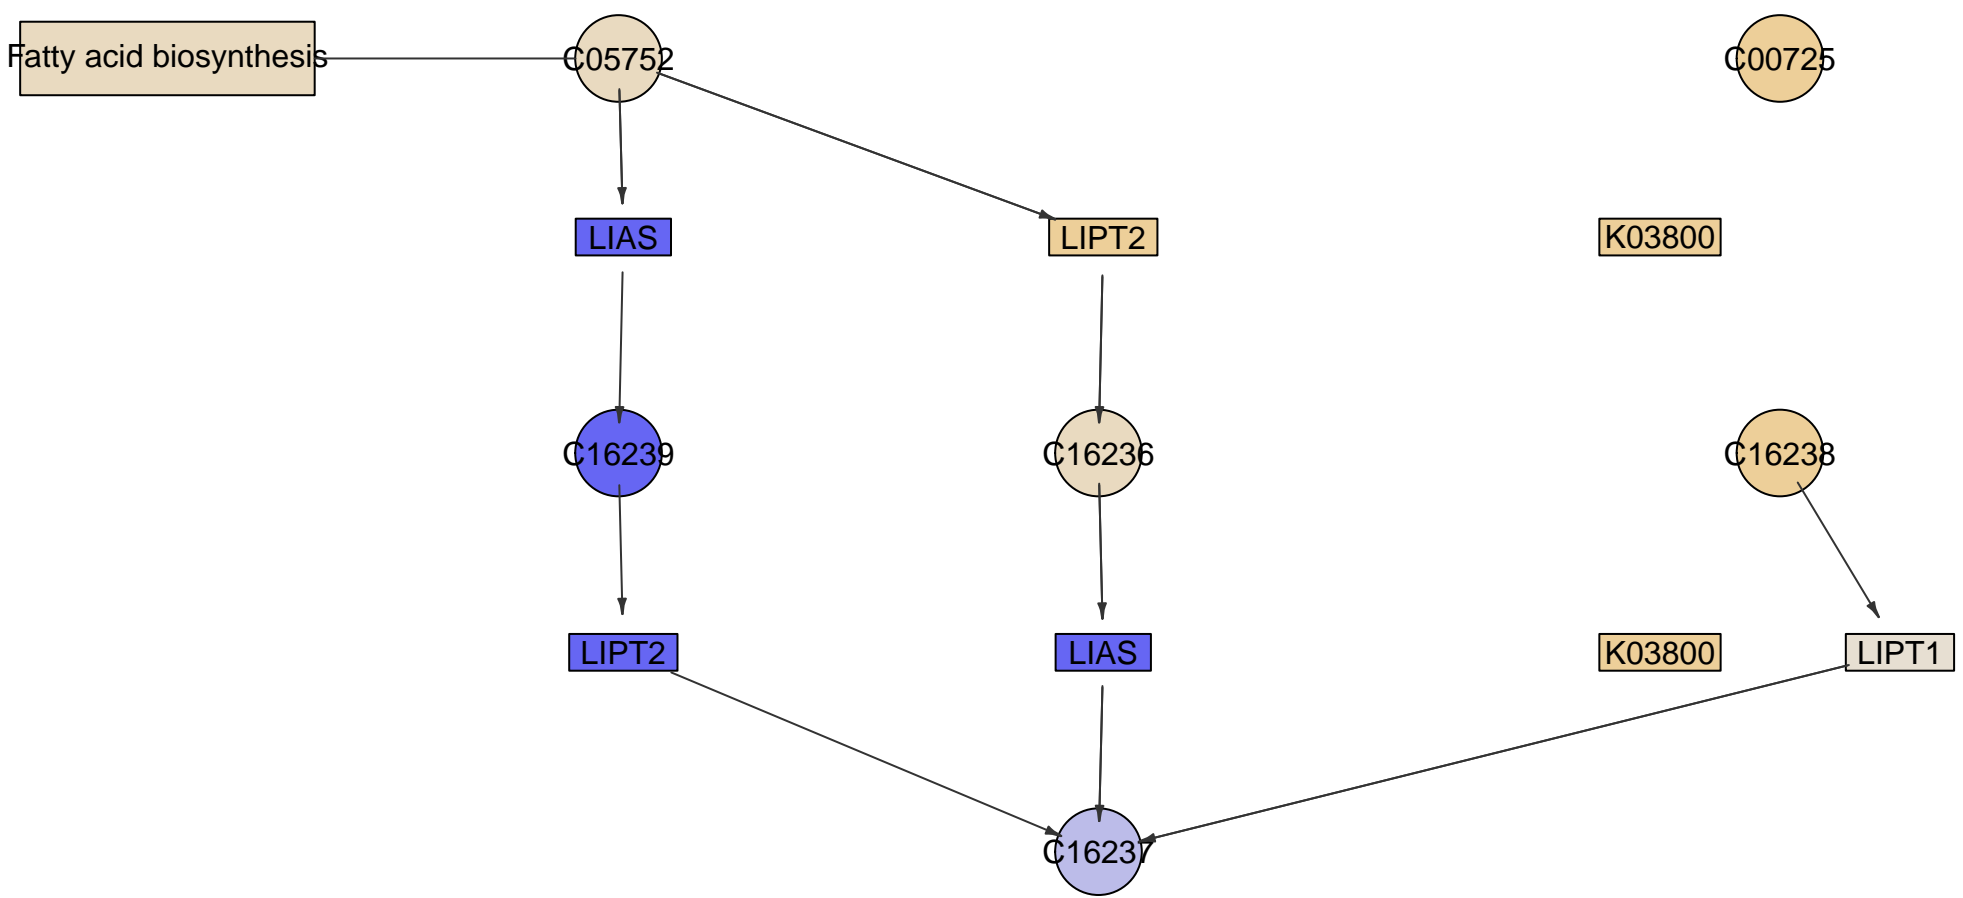 Fatty acid biosynthesis
C05752
C00725
LIAS
LIPT2
K03800
C16239
C16236
C16238
LIPT2
LIAS
K03800
LIPT1
C16237